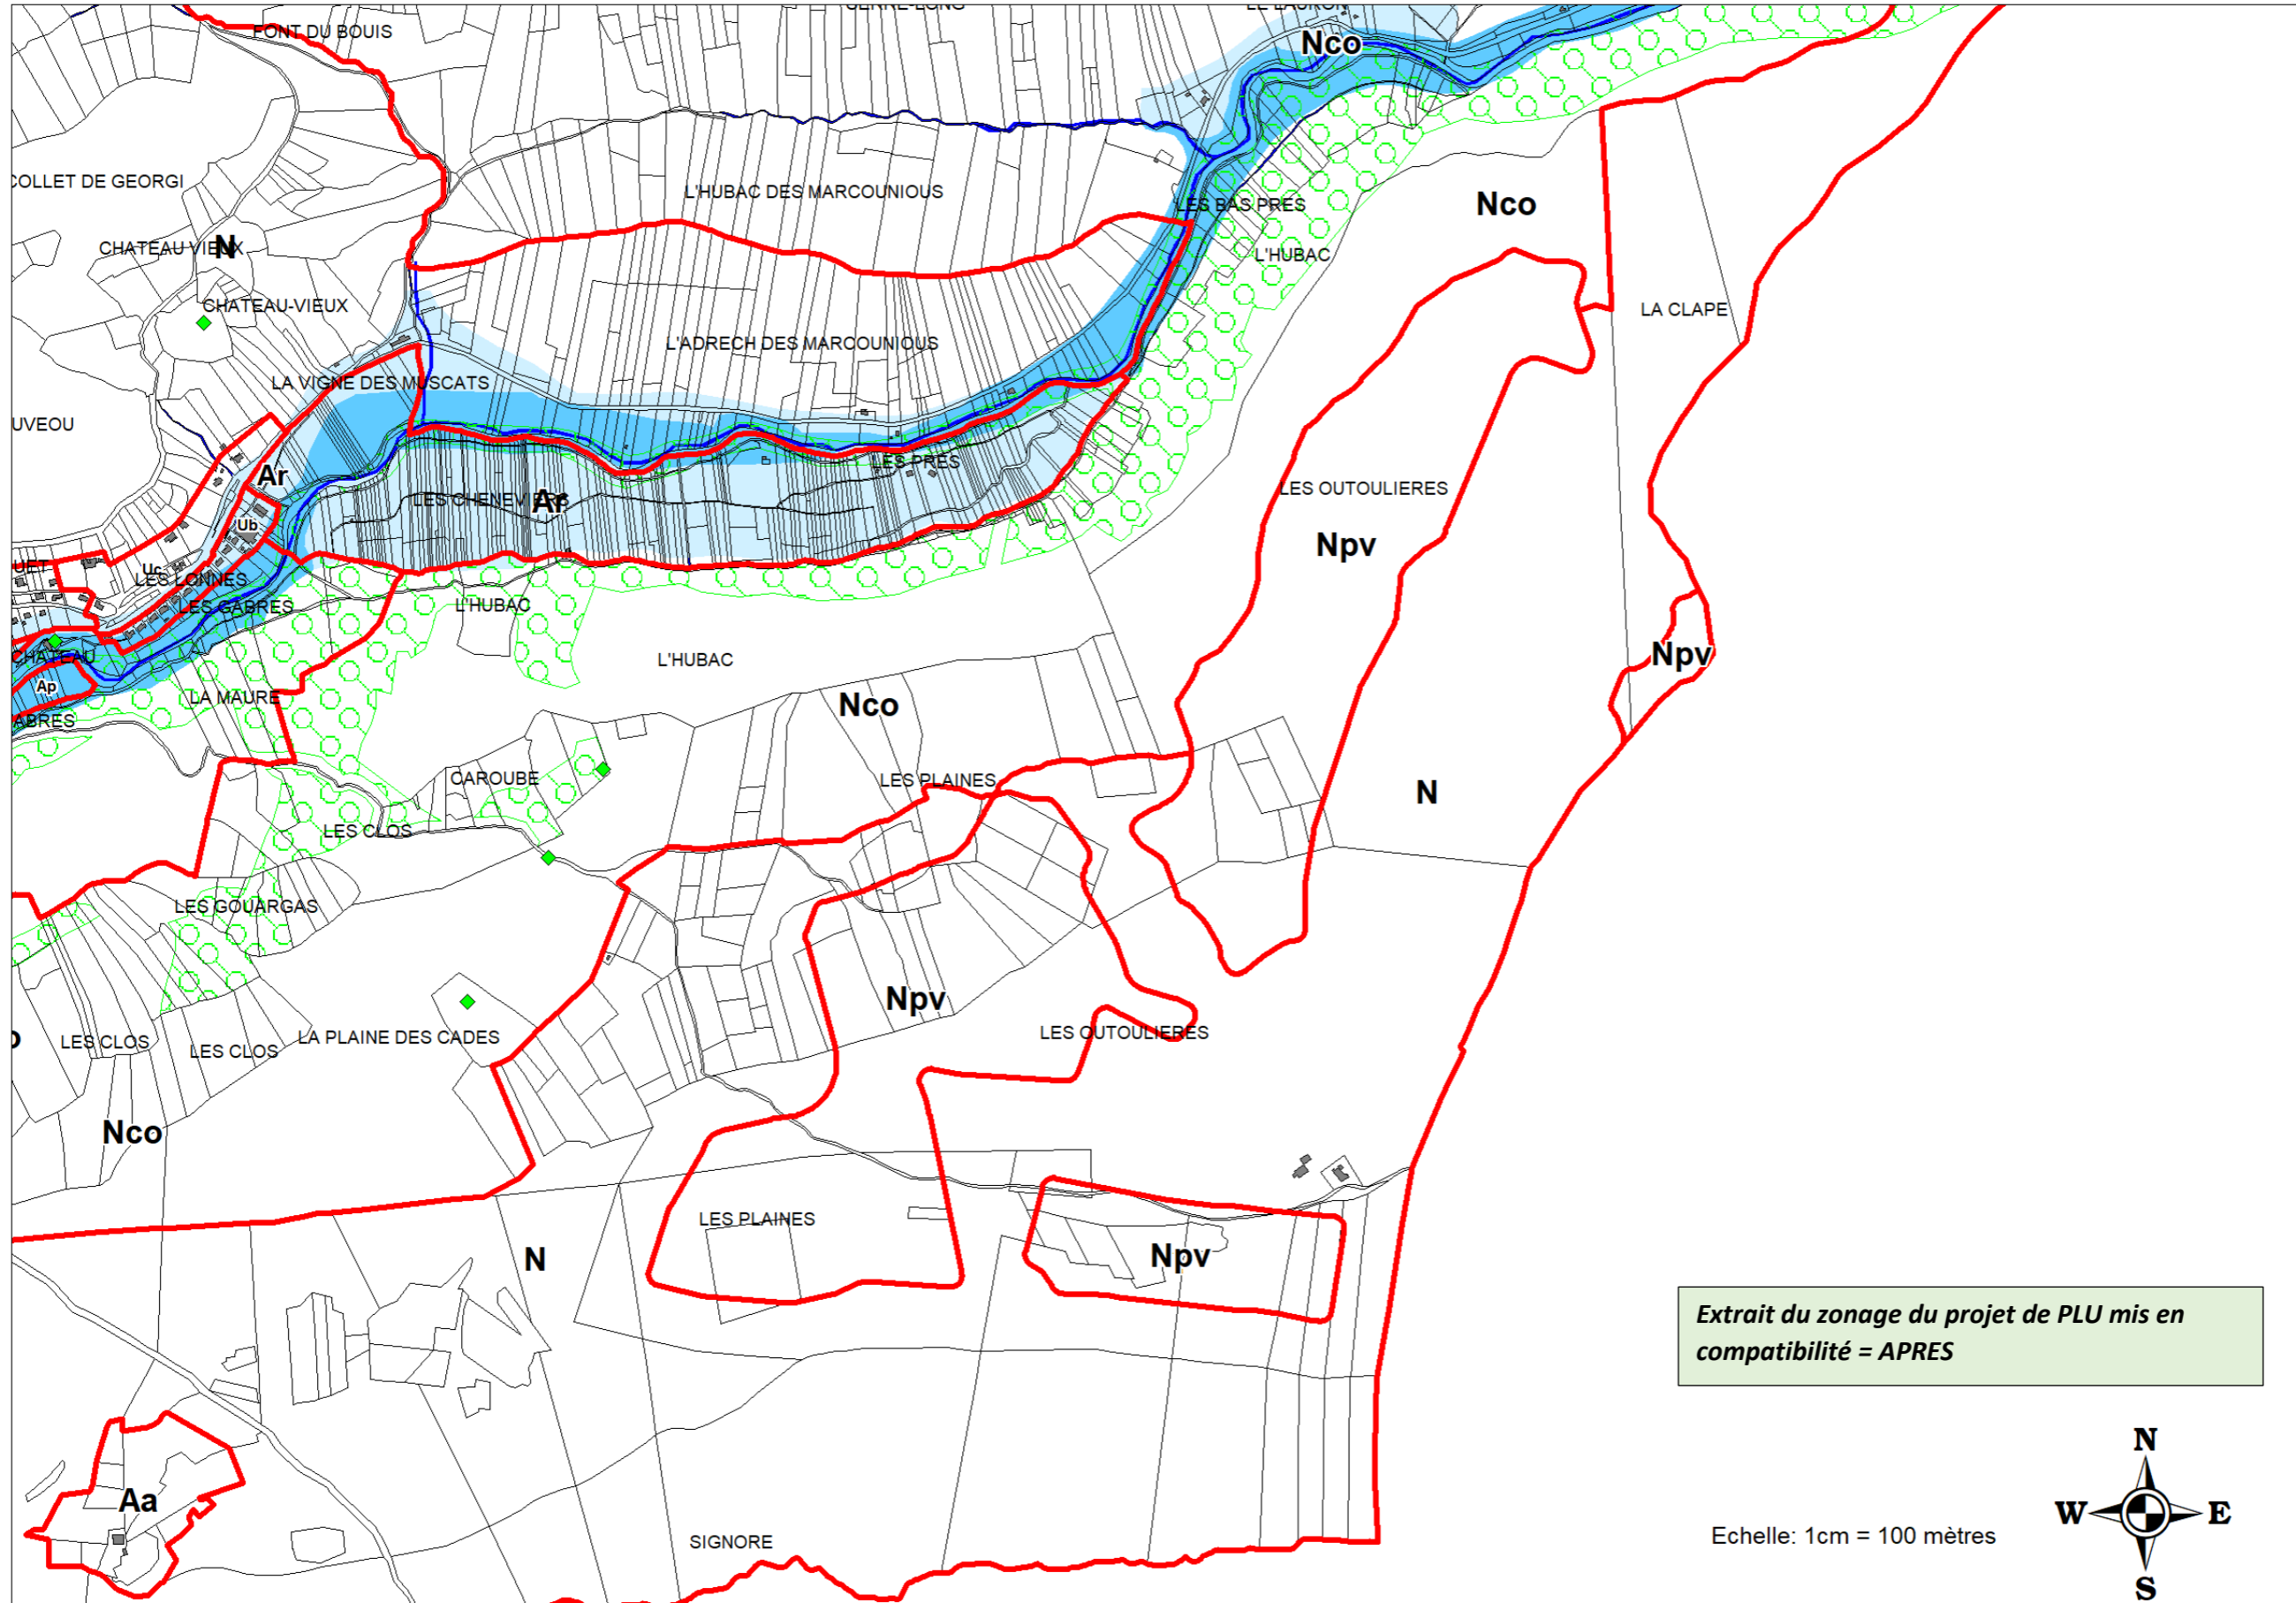 FONT DU BOUIS
Nco
COLLET DE GEORGI
L'HUBAC DES MARCOUNIOUS
LES BAS PRES
Nco
CHATEAU VIEUX
N
L'HUBAC
CHATEAU-VIEUX
LA CLAPE
L'ADRECH DES MARCOUNIOUS
LA VIGNE DES MUSCATS
UVEOU
LES PRES
Ar
LES CHENEVIERS
Ar
LES OUTOULIERES
Ub
Npv
UET
Uc
LES LONNES
LES GABRES
L'HUBAC
CHATEAU
L'HUBAC
Npv
Ap
LA MAURE
Nco
ABRES
CAROUBE
LES PLAINES
N
LES CLOS
LES GOUARGAS
Npv
LES CLOS
LES CLOS
LA PLAINE DES CADES
LES OUTOULIERES
Nco
LES PLAINES
N
Npv
Extrait du zonage du projet de PLU mis en
compatibilité = APRES
N
W
E
S
Aa
SIGNORE
Echelle: 1cm = 100 mètres